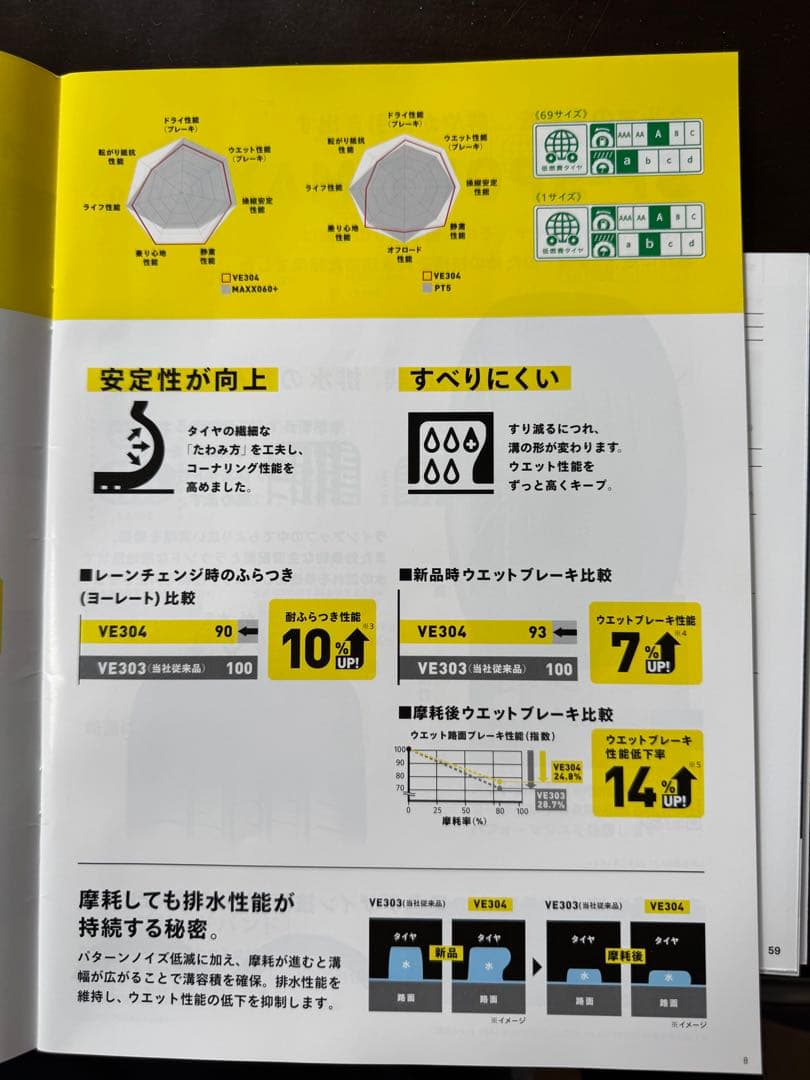 ドライ性能
(ブレーキ)
ウエット性能
(ブレーキ)
操縦安定
性能
静粛
性能
乗り心地
性能
ライフ性能
転がり抵抗
性能
VE304
MAXX060+
ドライ性能
(ブレーキ)
ウエット性能
(ブレーキ)
操縦安定
性能
静粛
性能
オフロード
性能
乗り心地
性能
ライフ性能
転がり抵抗
性能
VE304
PT5
《69サイズ》
低燃費タイヤ
AAA AA A B C
a b c d
《1サイズ》
低燃費タイヤ
AAA AA A B C
a b c d
安定性が向上
タイヤの繊細な
「たわみ方」を工夫し、
コーナリング性能を
高めました。
すべりにくい
すり減るにつれ、
溝の形が変わります。
ウエット性能を
ずっと高くキープ。
■レーンチェンジ時のふらつき
(ヨーレート)比較
VE304 90
VE303(当社従来品) 100
耐ふらつき性能
※3
10%UP!
■新品時ウエットブレーキ比較
VE304 93
VE303(当社従来品) 100
ウエットブレーキ性能
※4
7%UP!
■摩耗後ウエットブレーキ比較
ウエット路面ブレーキ性能(指数)
100
90
80
70
0 25 50 80 100
摩耗率(%)
VE304
24.8%
VE303
28.7%
ウエットブレーキ
性能低下率
※5
14%UP!
摩耗しても排水性能が
持続する秘密。
パターンノイズ低減に加え、摩耗が進むと溝
幅が広がることで溝容積を確保。排水性能を
維持し、ウエット性能の低下を抑制します。
VE303(当社従来品) VE304
タイヤ 新品 タイヤ
水 水
路面 路面
※イメージ
VE303(当社従来品) VE304
タイヤ 摩耗後 タイヤ
水 水
路面 路面
※イメージ
8
59